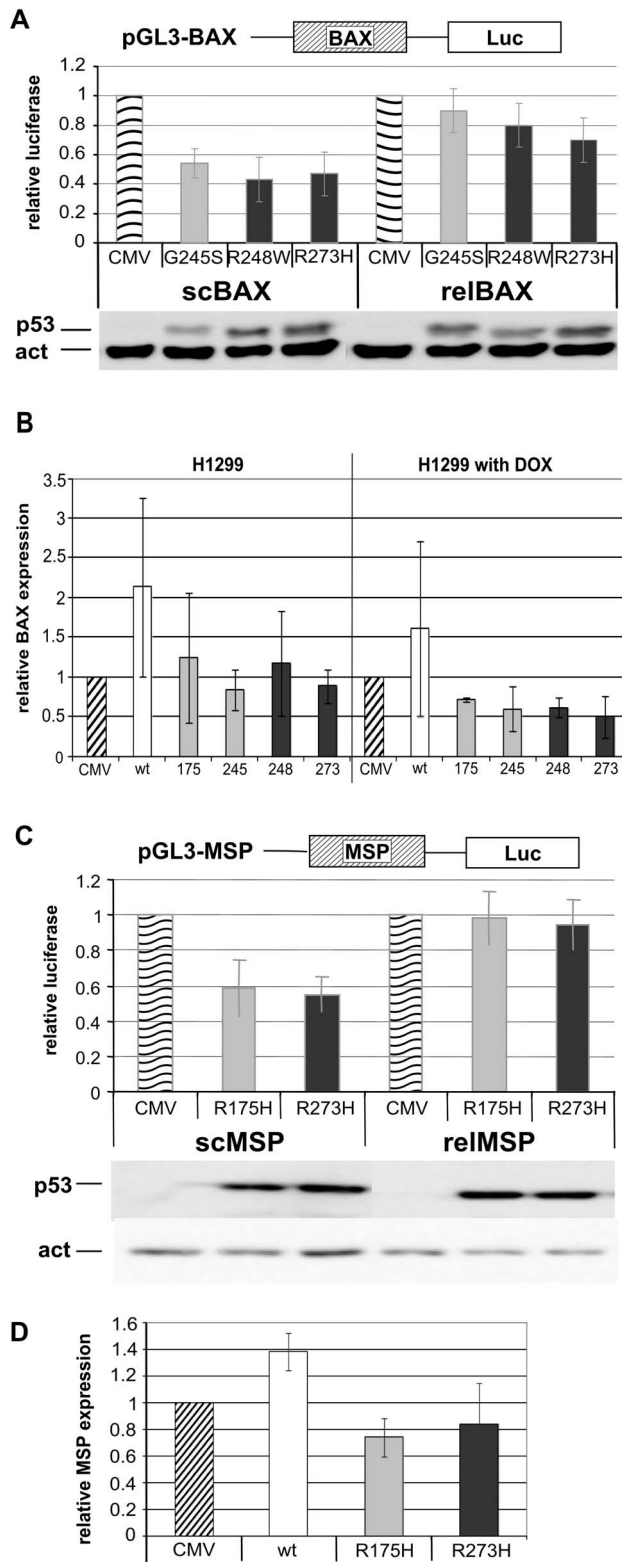 A
pGL3-BAX BAX Luc
relative luciferase
1.2
1
0.8
0.6
0.4
0.2
0
CMV G245S R248W R273H CMV G245S R248W R273H
scBAX relBAX
p53
act
B
H1299 H1299 with DOX
relative BAX expression
3.5
3
2.5
2
1.5
1
0.5
0
CMV wt 175 245 248 273 CMV wt 175 245 248 273
C
pGL3-MSP MSP Luc
relative luciferase
1.2
1
0.8
0.6
0.4
0.2
0
CMV R175H R273H CMV R175H R273H
scMSP relMSP
p53
act
D
relative MSP expression
1.6
1.4
1.2
1
0.8
0.6
0.4
0.2
0
CMV wt R175H R273H